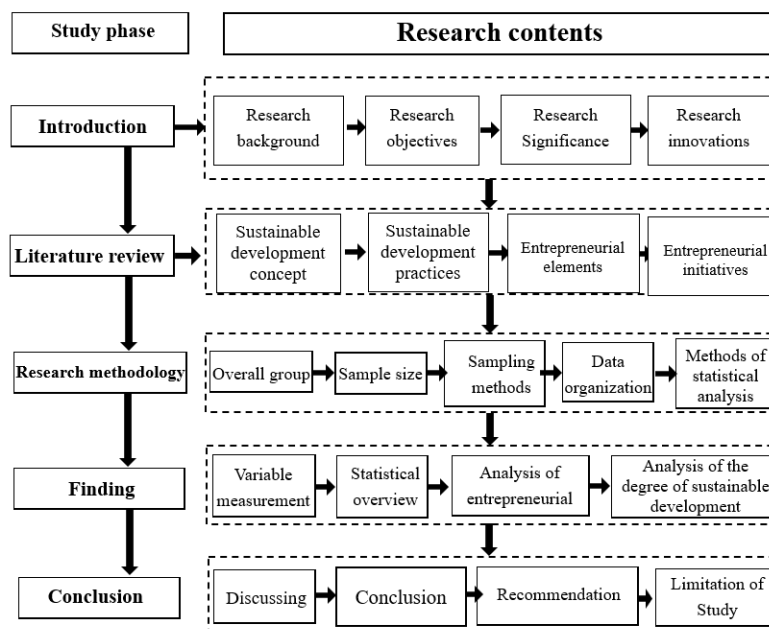 Study phase
Research contents
Introduction
Research
background
Research
objectives
Research
Significance
Research
innovations
Literature review
Sustainable
development
concept
Sustainable
development
practices
Entrepreneurial
elements
Entrepreneurial
initiatives
Research methodology
Overall group
Sample size
Sampling
methods
Data
organization
Methods of
statistical
analysis
Finding
Variable
measurement
Statistical
overview
Analysis of
entrepreneurial
Analysis of the
degree of sustainable
development
Conclusion
Discussing
Conclusion
Recommendation
Limitation of
Study